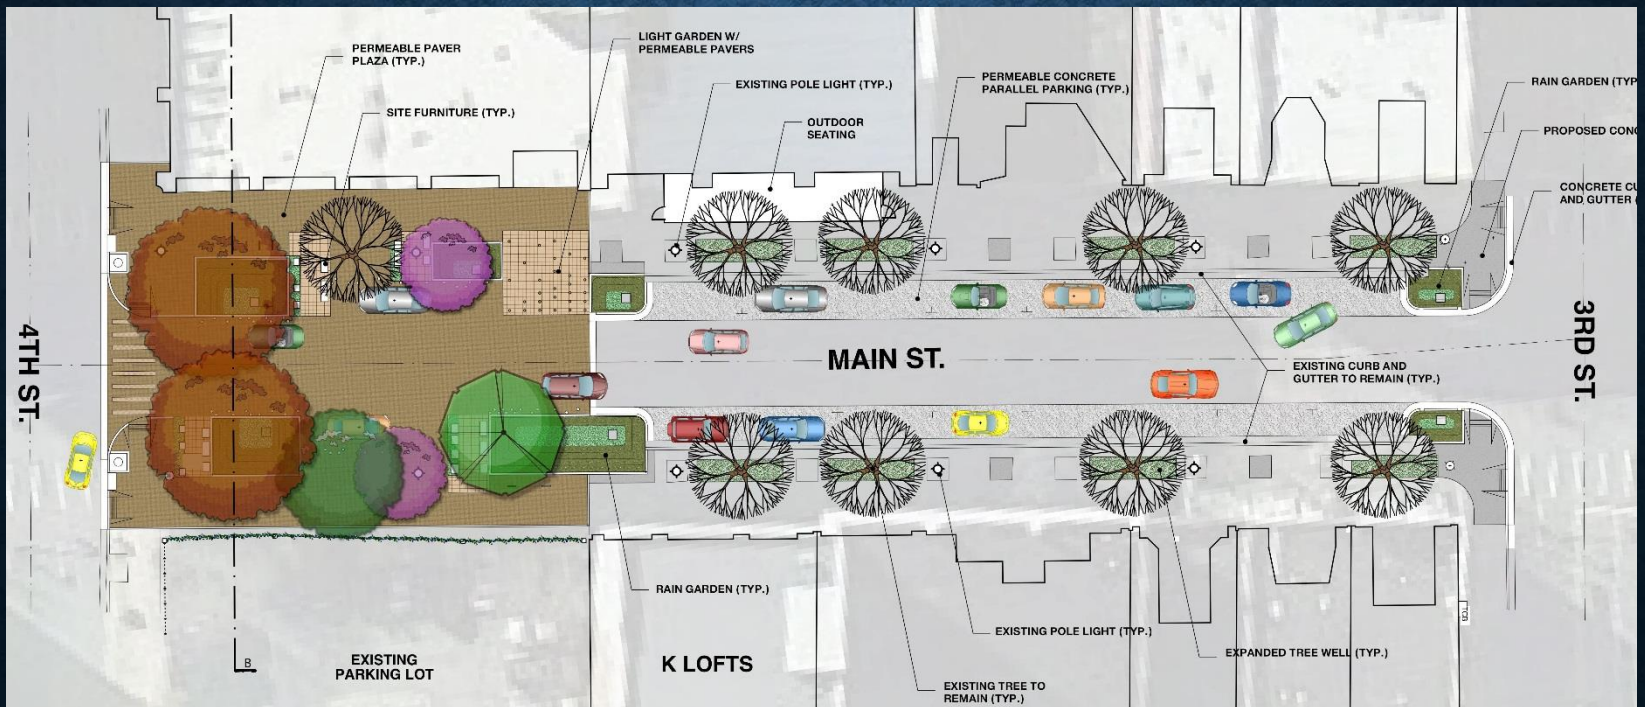 PERMEABLE PAVER
PLAZA (TYP.)
LIGHT GARDEN W/
PERMEABLE PAVERS
SITE FURNITURE (TYP.)
EXISTING POLE LIGHT (TYP.)
OUTDOOR
SEATING
PERMEABLE CONCRETE
PARALLEL PARKING (TYP.)
RAIN GARDEN (TYP
PROPOSED CONC
CONCRETE CU
AND GUTTER (
4TH ST.
MAIN ST.
3RD ST.
EXISTING CURB AND
GUTTER TO REMAIN (TYP.)
RAIN GARDEN (TYP.)
EXISTING POLE LIGHT (TYP.)
EXPANDED TREE WELL (TYP.)
EXISTING TREE TO
REMAIN (TYP.)
B
EXISTING
PARKING LOT
K LOFTS
TCB